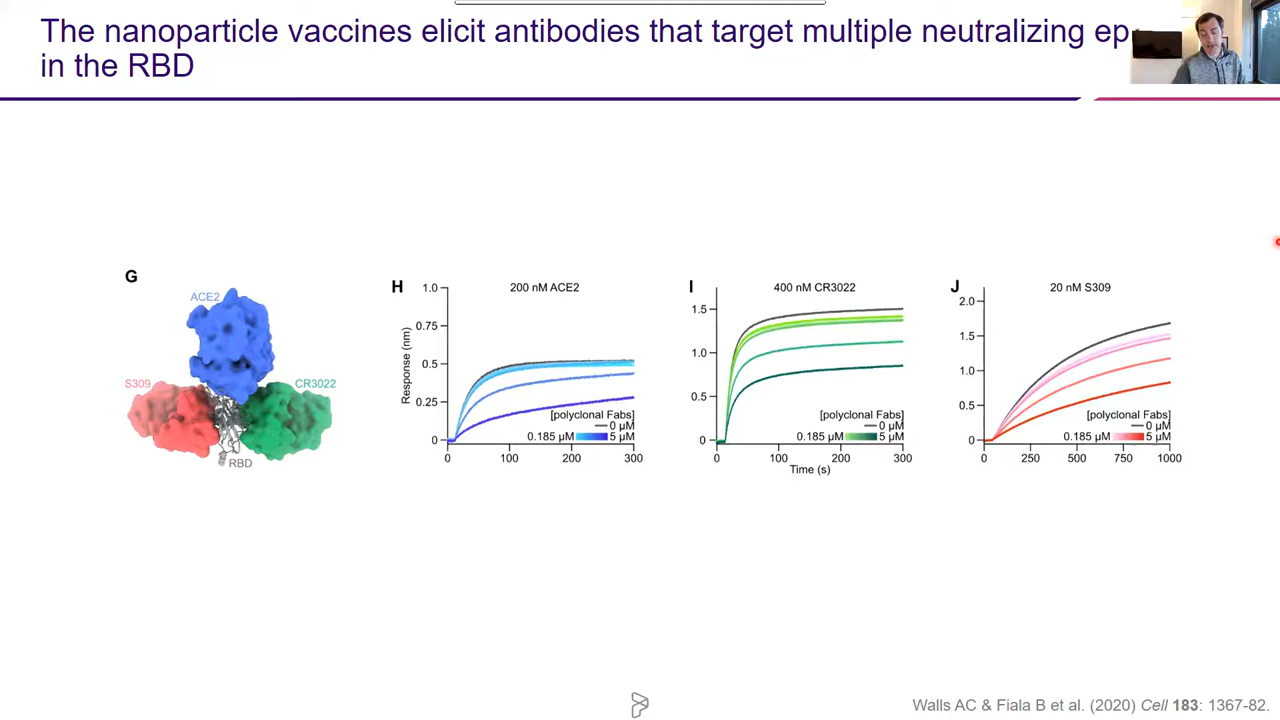 The nanoparticle vaccines elicit antibodies that target multiple neutralizing ep
in the RBD
G
ACE2
S309
CR3022
RBD
H
200 nM ACE2
Response (nm)
1.0
0.75
0.5
0.25
0
[polyclonal Fabs]
0 µM
0.185 µM 5 µM
0 100 200 300
I
400 nM CR3022
1.5
1.0
0.5
0
[polyclonal Fabs]
0 µM
0.185 µM 5 µM
0 100 200 300
Time (s)
J
20 nM S309
2.0
1.5
1.0
0.5
0
[polyclonal Fabs]
0 µM
0.185 µM 5 µM
0 250 500 750 1000
Walls AC & Fiala B et al. (2020) Cell 183: 1367-82.